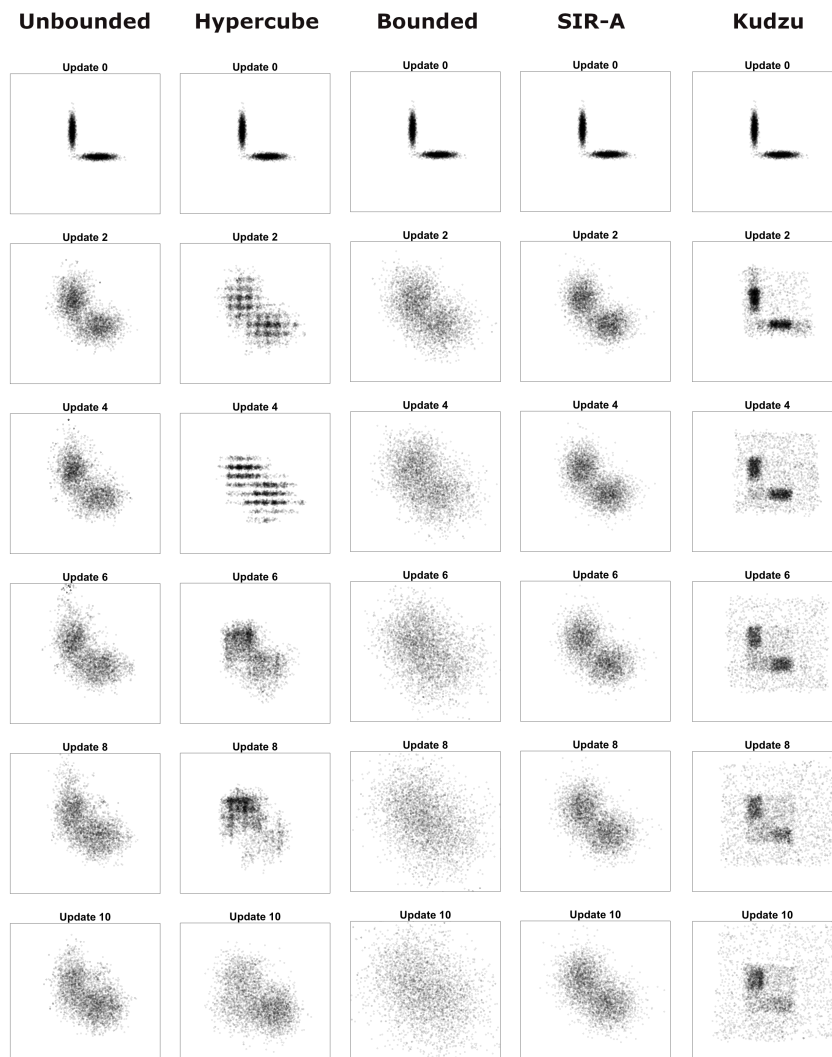 Unbounded Hypercube Bounded SIR-A Kudzu
Update 0 Update 0 Update 0 Update 0 Update 0
Update 2 Update 2 Update 2 Update 2 Update 2
Update 4 Update 4 Update 4 Update 4 Update 4
Update 6 Update 6 Update 6 Update 6 Update 6
Update 8 Update 8 Update 8 Update 8 Update 8
Update 10 Update 10 Update 10 Update 10 Update 10